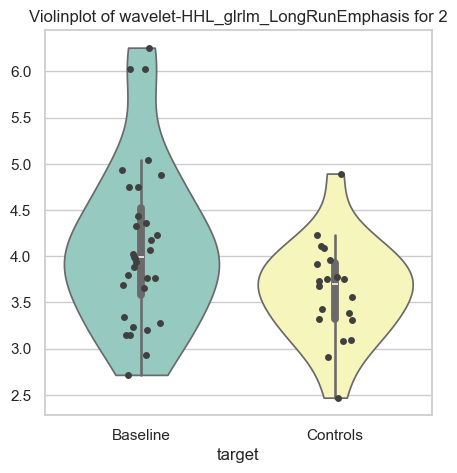 Violinplot of wavelet-HHL_glrlm_LongRunEmphasis for 2
6.0
5.5
5.0
4.5
4.0
3.5
3.0
2.5
Baseline
Controls
target